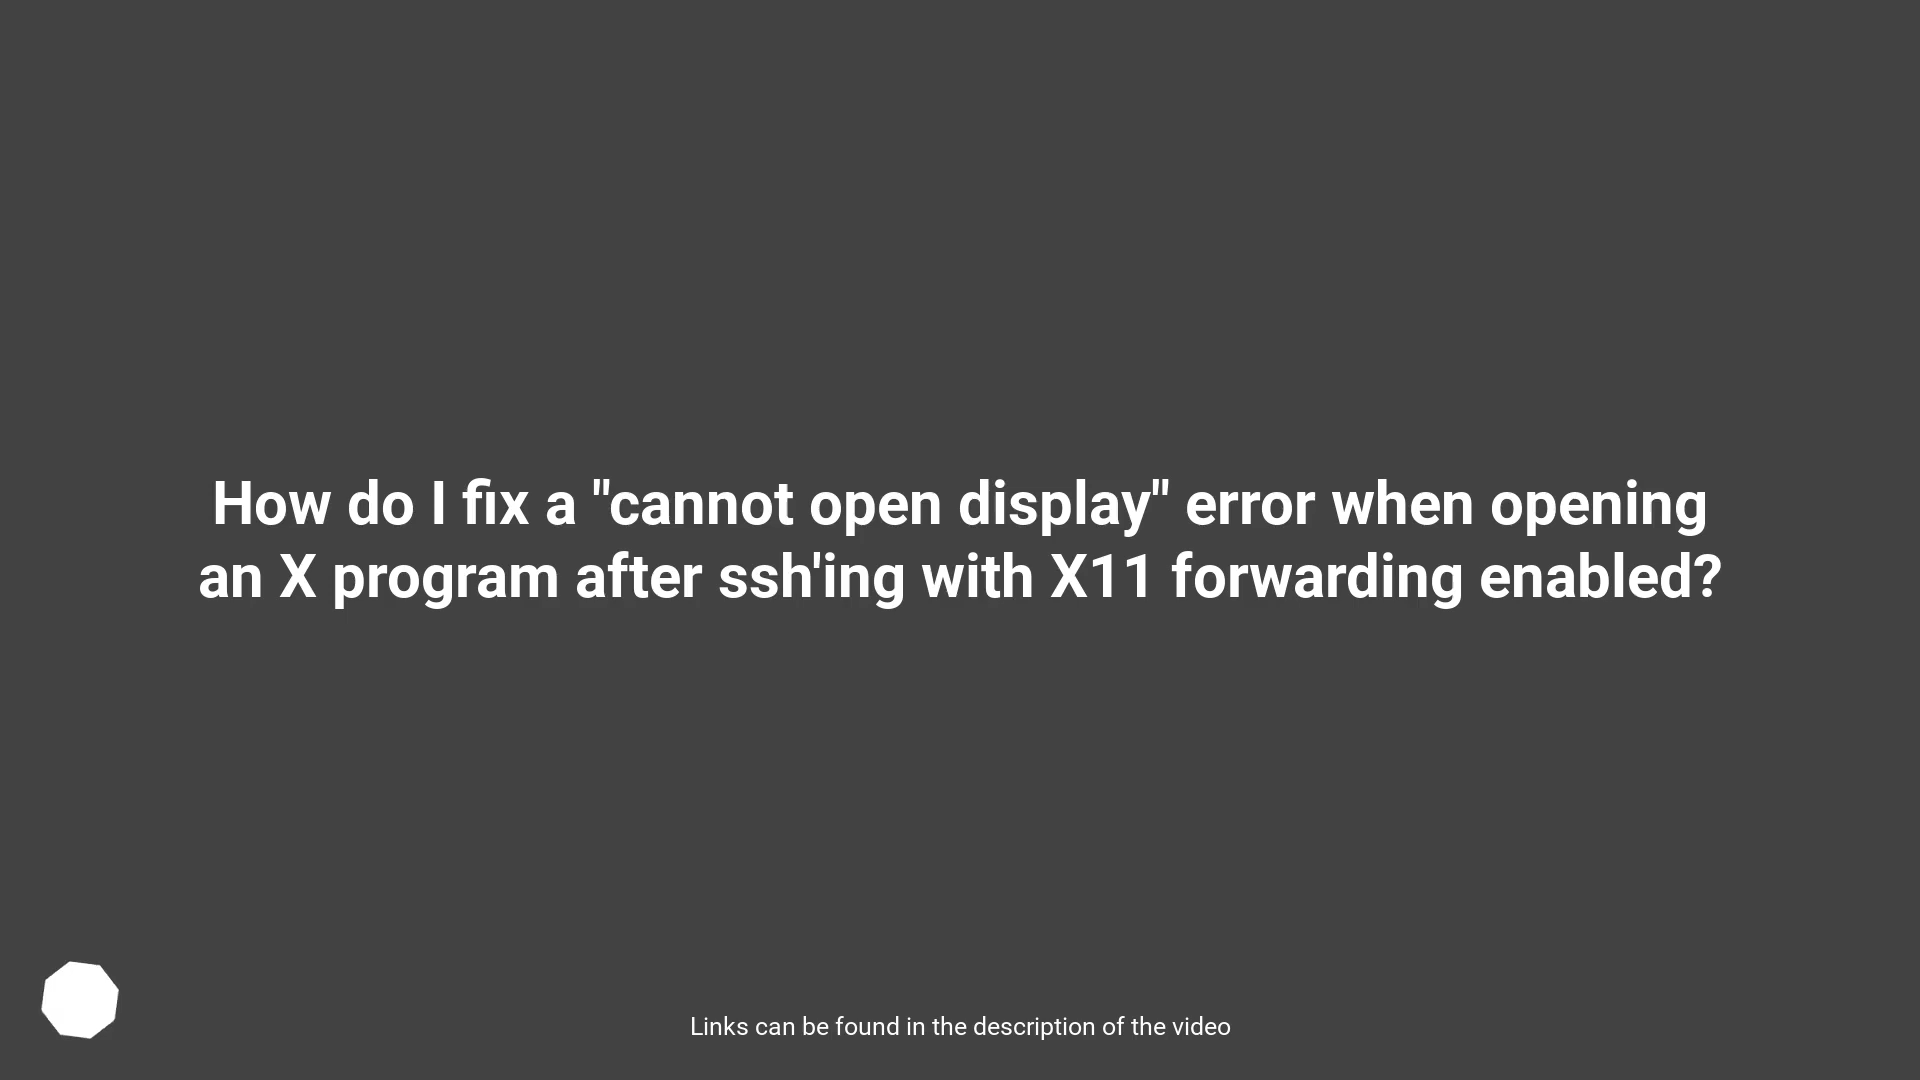 How do I fix a "cannot open display" error when opening
an X program after ssh'ing with X11 forwarding enabled?
Links can be found in the description of the video